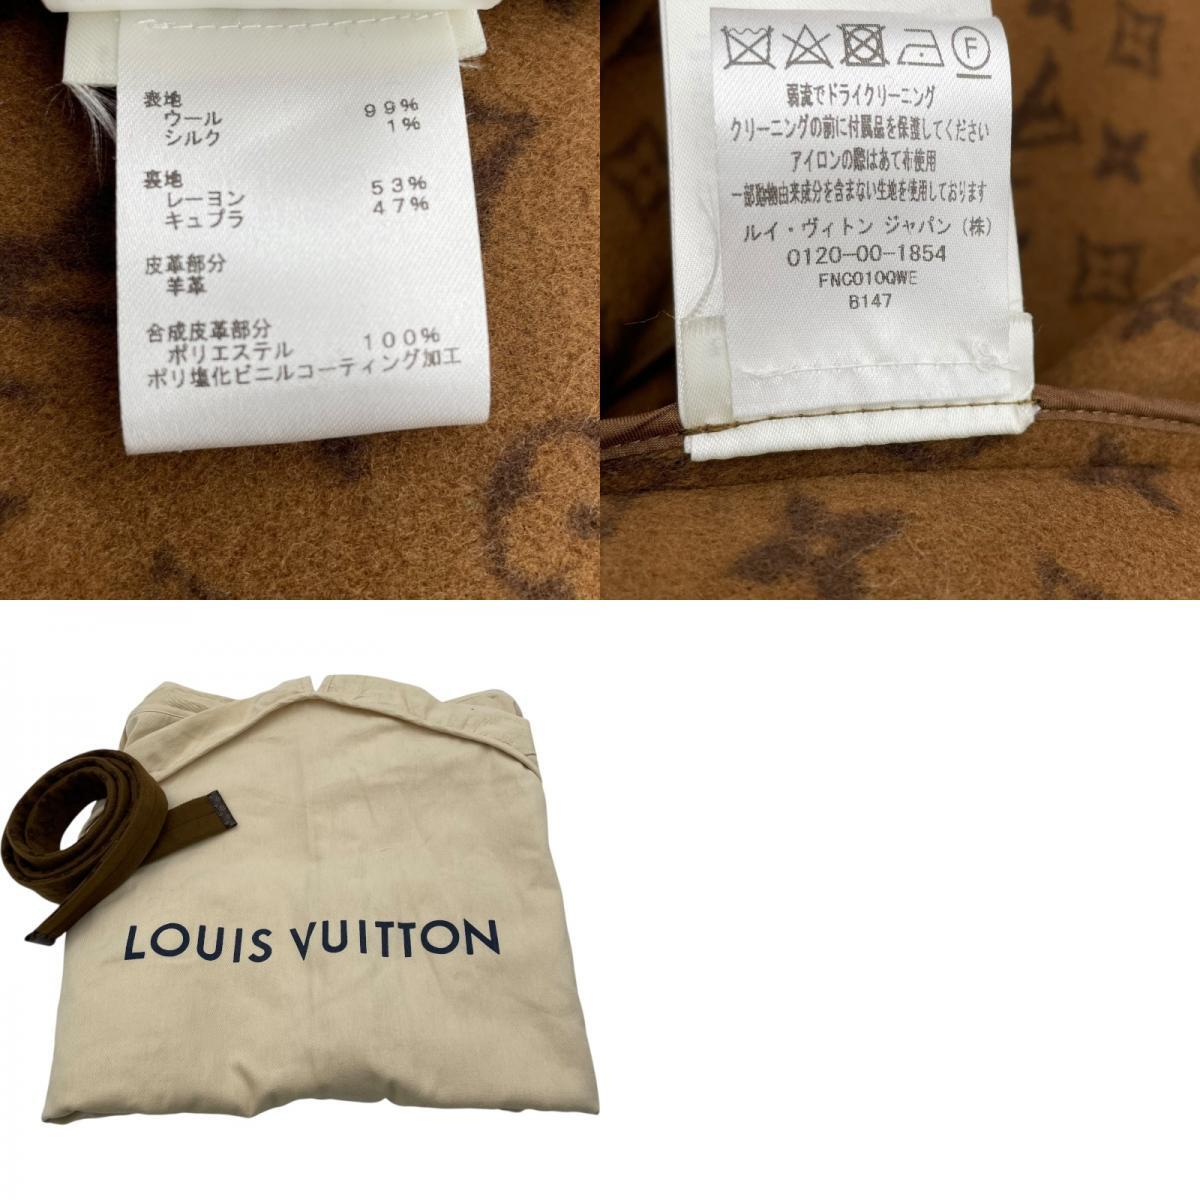 表地
ウール 99%
シルク 1%
裏地
レーヨン 53%
キュプラ 47%
皮革部分
羊革
合成皮革部分
ポリエステル 100%
ポリ塩化ビニルコーティング加工
F
弱流でドライクリーニング
クリーニングの前に付属品を保護してください
アイロンの際はあて布使用
一部動物由来成分を含まない生地を使用しております
ルイ・ヴィトン ジャパン (株)
0120-00-1854
FNC010QWE
B147
LOUIS VUITTON